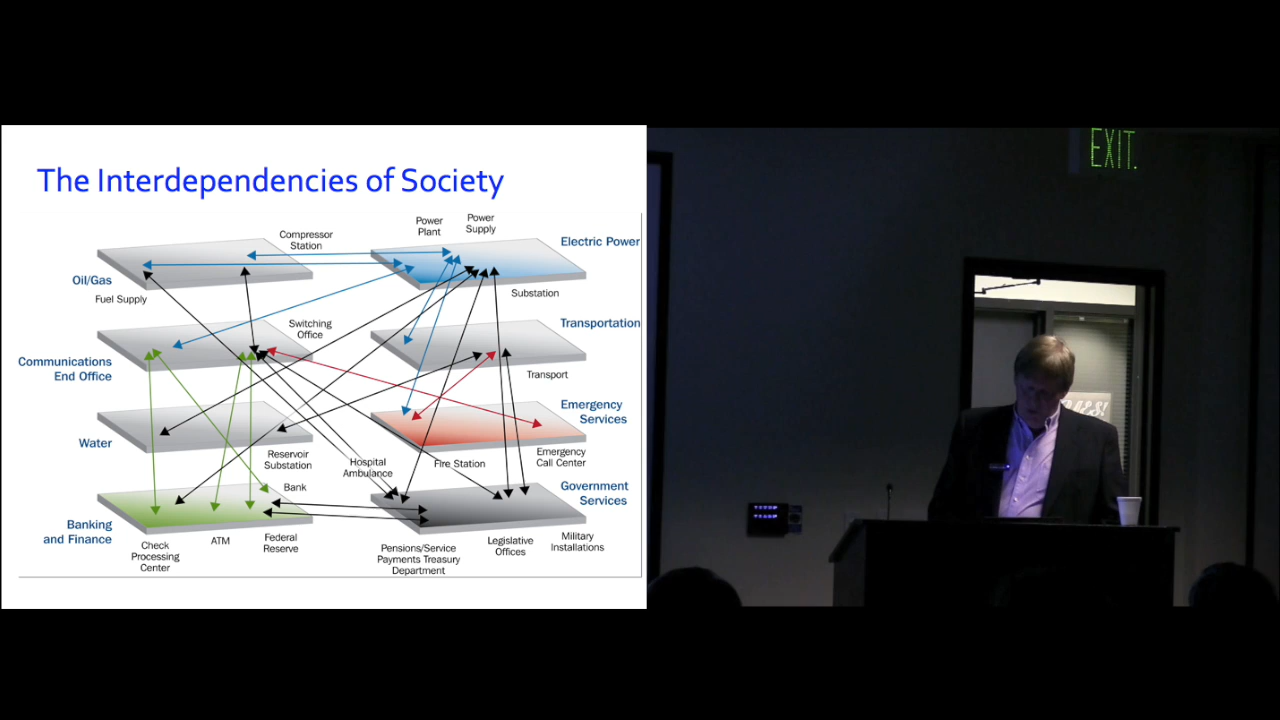 The Interdependencies of Society
Compressor
Station
Power
Plant
Power
Supply
Electric Power
Oil/Gas
Fuel Supply
Substation
Switching
Office
Transportation
Communications
End Office
Transport
Emergency
Services
Water
Reservoir
Substation
Hospital
Ambulance
Fire Station
Emergency
Call Center
Bank
Government
Services
Banking
and Finance
Check
Processing
Center
ATM
Federal
Reserve
Pensions/Service
Payments Treasury
Department
Legislative
Offices
Military
Installations
EXIT